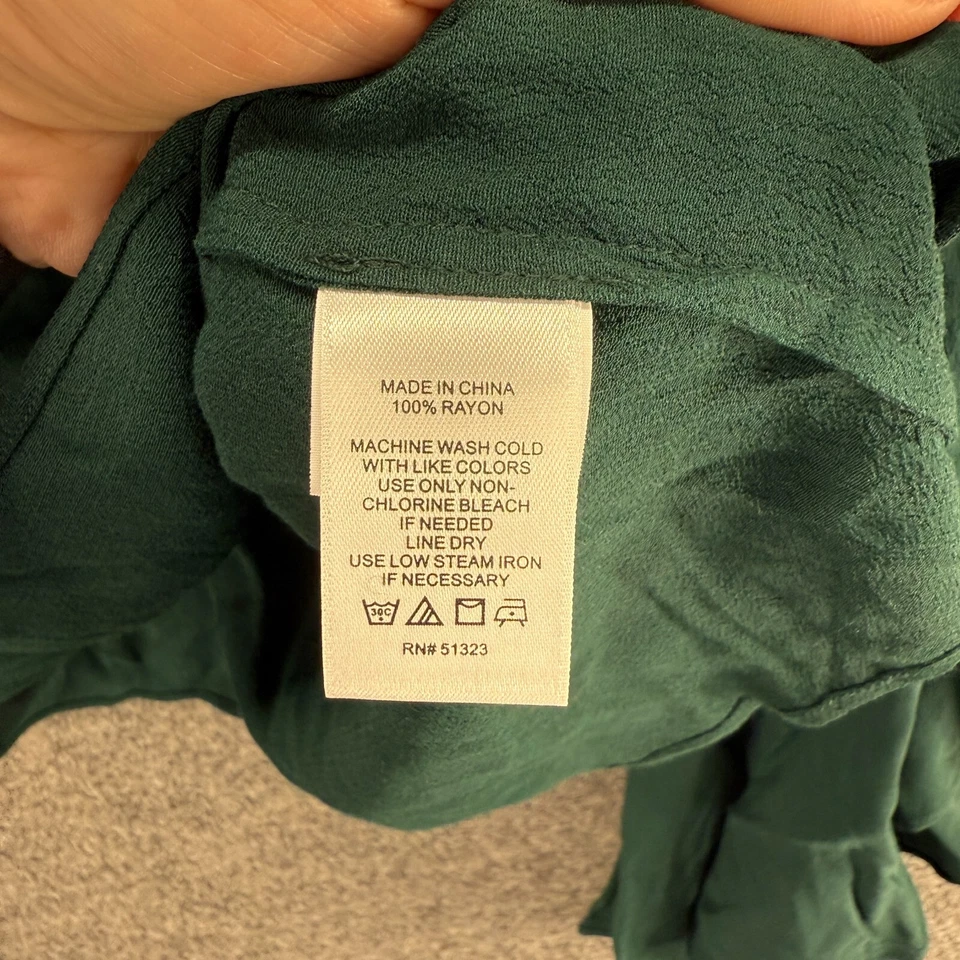 MADE IN CHINA
100% RAYON
MACHINE WASH COLD
WITH LIKE COLORS
USE ONLY NON-
CHLORINE BLEACH
IF NEEDED
LINE DRY
USE LOW STEAM IRON
IF NECESSARY
30C
RN# 51323